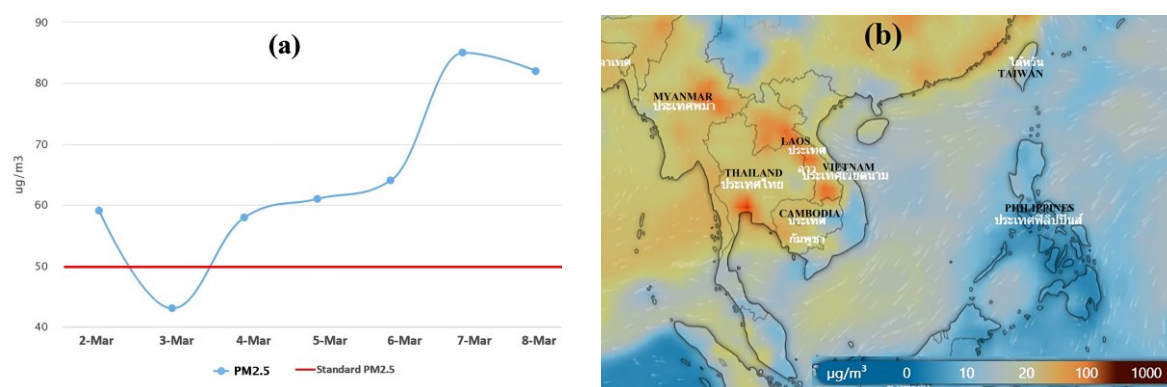 (a)
90
80
70
60
50
40
ug/m3
2-Mar 3-Mar 4-Mar 5-Mar 6-Mar 7-Mar 8-Mar
PM2.5 Standard PM2.5
(b)
ไต้หวัน
TAIWAN
MYANMAR
ประเทศพม่า
LAOS
ประเทศ
ลาว
THAILAND
ประเทศไทย
VIETNAM
ประเทศเวียดนาม
CAMBODIA
ประเทศ
กัมพูชา
PHILIPPINES
ประเทศฟิลิปปินส์
µg/m³ 0 10 20 100 1000